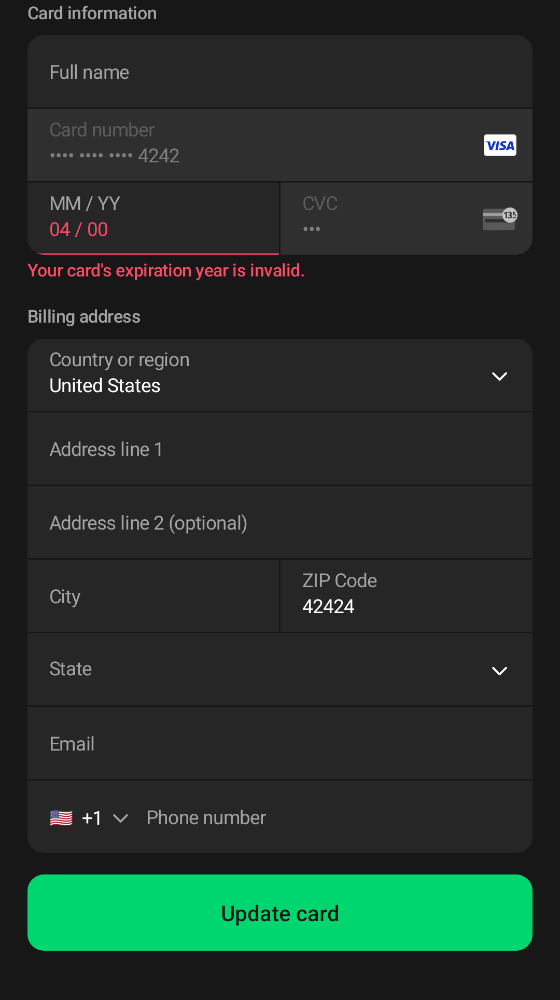 Card information
Full name
Card number
•••• •••• •••• 4242
VISA
MM / YY
04 / 00
CVC
•••
135
Your card's expiration year is invalid.
Billing address
Country or region
United States
Address line 1
Address line 2 (optional)
City
ZIP Code
42424
State
Email
+1 Phone number
Update card